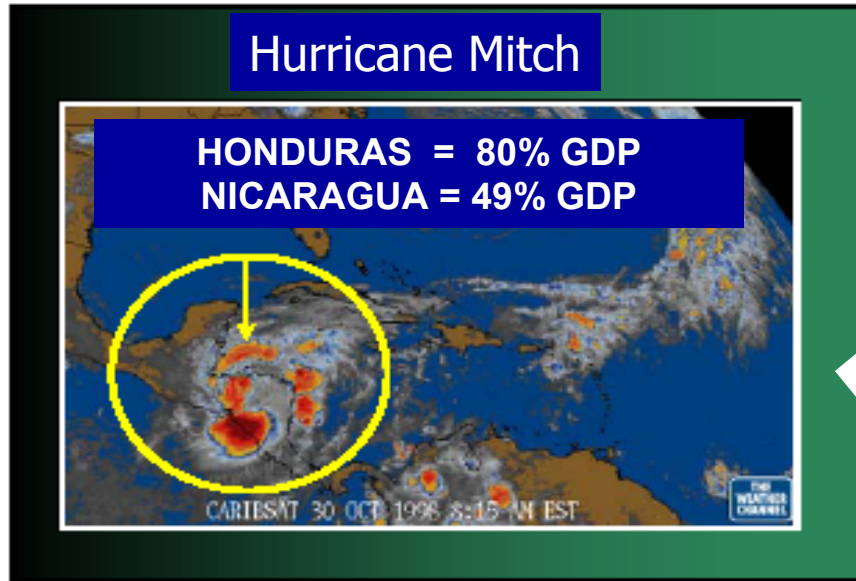 Hurricane Mitch
HONDURAS = 80% GDP
NICARAGUA = 49% GDP
CARIBSAT 30 OCT 1998 8:15 AM EST
THE
WEATHER
CHANNEL